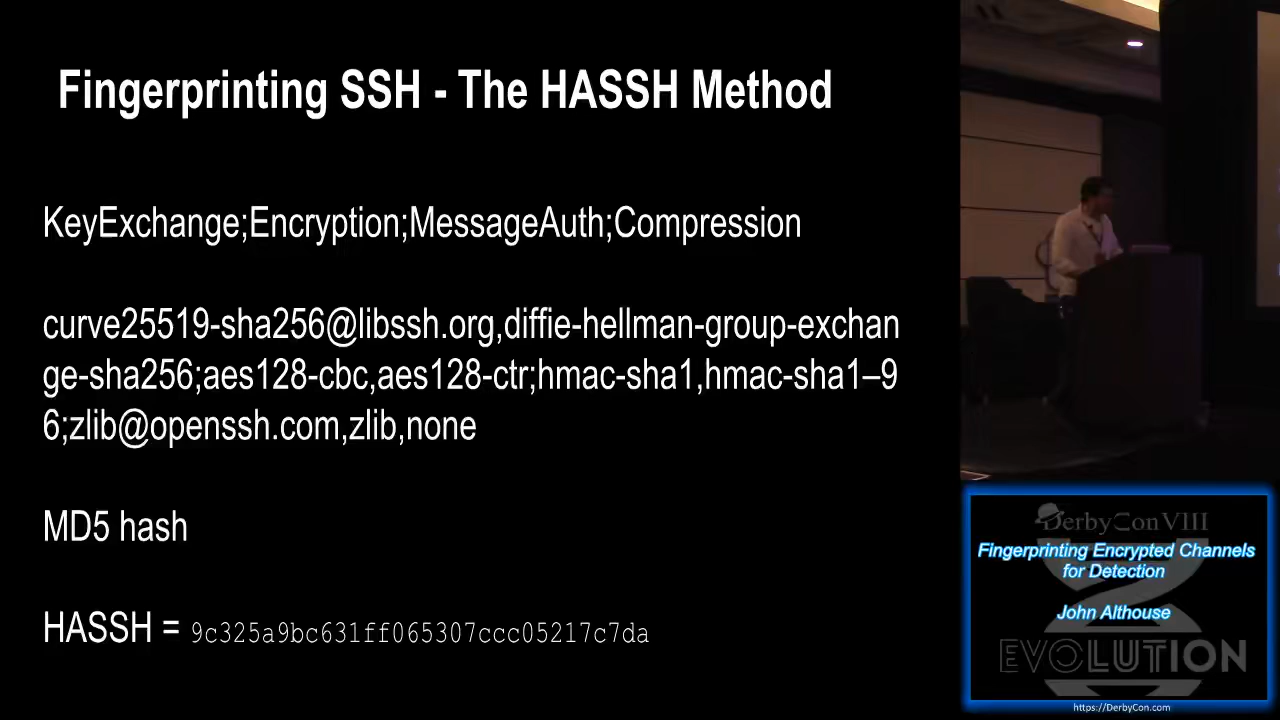 Fingerprinting SSH - The HASSH Method
KeyExchange;Encryption;MessageAuth;Compression
curve25519-sha256@libssh.org,diffie-hellman-group-exchan
ge-sha256;aes128-cbc,aes128-ctr;hmac-sha1,hmac-sha1–9
6;zlib@openssh.com,zlib,none
MD5 hash
HASSH = 9c325a9bc631ff065307ccc05217c7da
DerbyCon VIII
Fingerprinting Encrypted Channels
for Detection
John Althouse
EVOLUTION
https://DerbyCon.com